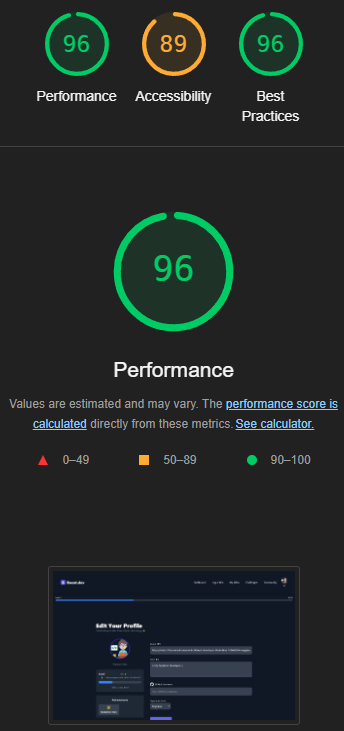 96
89
96
Performance
Accessibility
Best
Practices
96
Performance
Values are estimated and may vary. The performance score is
calculated directly from these metrics. See calculator.
0–49
50–89
90–100
Edit Your Profile